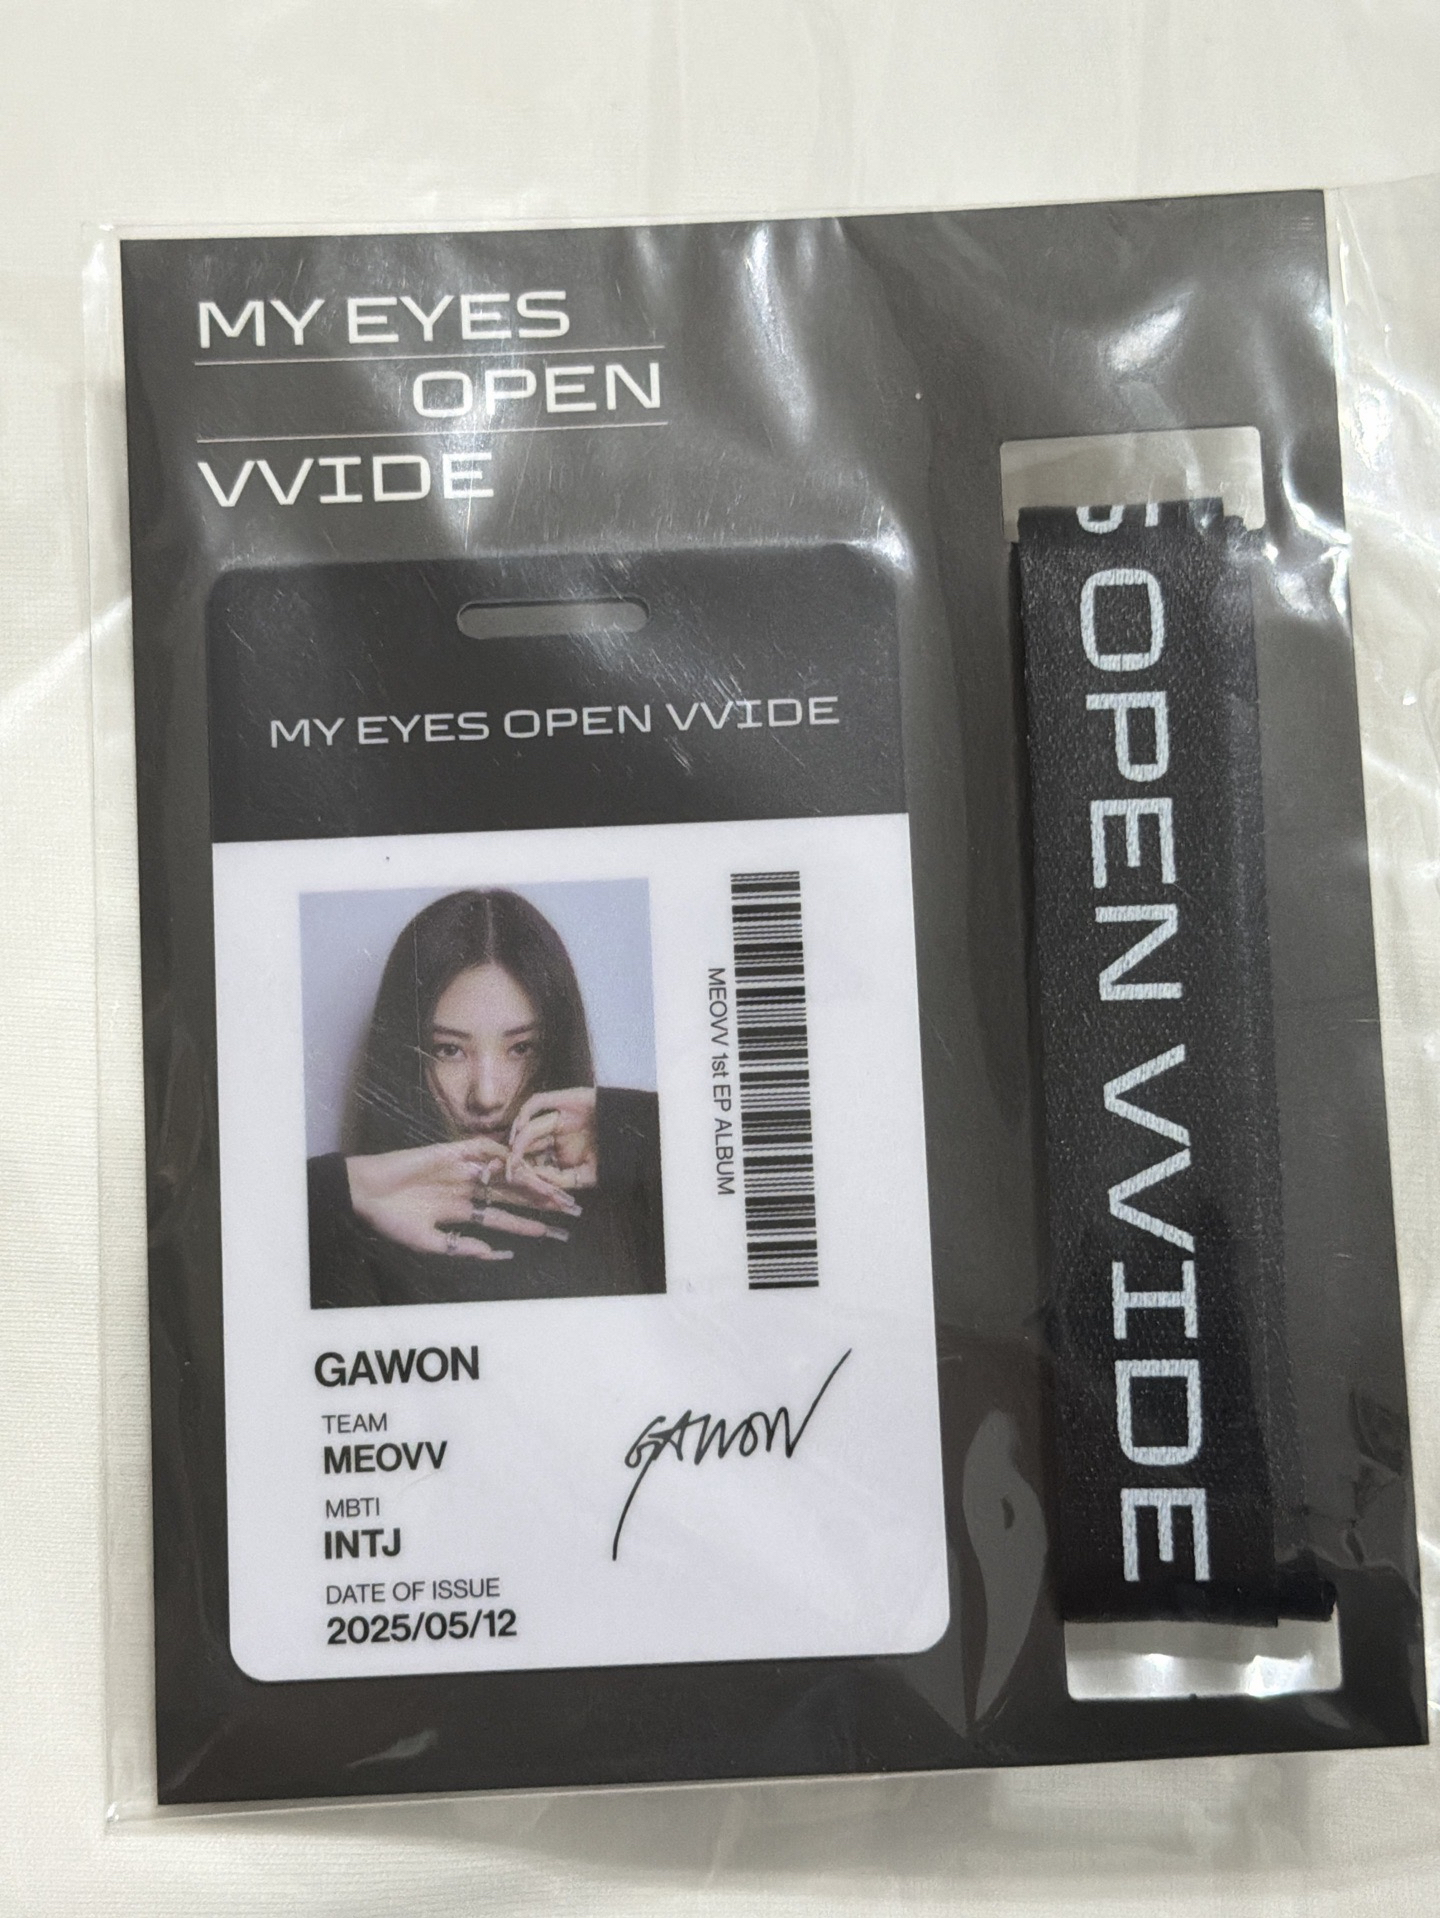 MY EYES
OPEN
VVIDE
MY EYES OPEN VVIDE
MEOVV 1st EP ALBUM
GAWON
TEAM
MEOVV
MBTI
INTJ
DATE OF ISSUE
2025/05/12
GAWON
S OPEN VVIDE